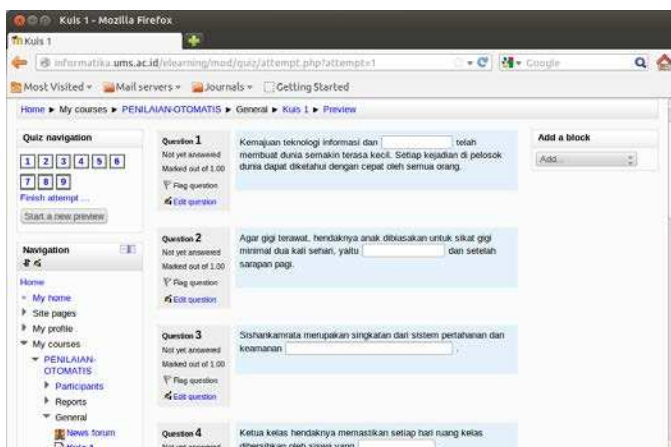 Kuis 1 - Mozilla Firefox
Kuis 1
informatika.ums.ac.id/elearning/mod/quiz/attempt.php?attempt=1
Google
Most Visited
Mail servers
Journals
Getting Started
Home ► My courses ► PENILAIAN-OTOMATIS ► General ► Kuis 1 ► Preview
Quiz navigation
1 2 3 4 5 6
7 8 9
Finish attempt ...
Start a new preview
Navigation
Home
My home
Site pages
My profile
My courses
PENILAIAN-
OTOMATIS
Participants
Reports
General
News forum
Question 1
Not yet answered
Marked out of 1.00
Flag question
Edit question
Kemajuan teknologi informasi dan telah
membuat dunia semakin terasa kecil. Setiap kejadian di pelosok
dunia dapat diketahui dengan cepat oleh semua orang.
Question 2
Not yet answered
Marked out of 1.00
Flag question
Edit question
Agar gigi terawat, hendaknya anak dibiasakan untuk sikat gigi
minimal dua kali sehari, yaitu dan setelah
sarapan pagi.
Question 3
Not yet answered
Marked out of 1.00
Flag question
Edit question
Sishankamrata merupakan singkatan dari sistem pertahanan dan
keamanan .
Question 4
Ketua kelas hendaknya memastikan setiap hari ruang kelas
dibersihkan oleh siswa yang
Add a block
Add...